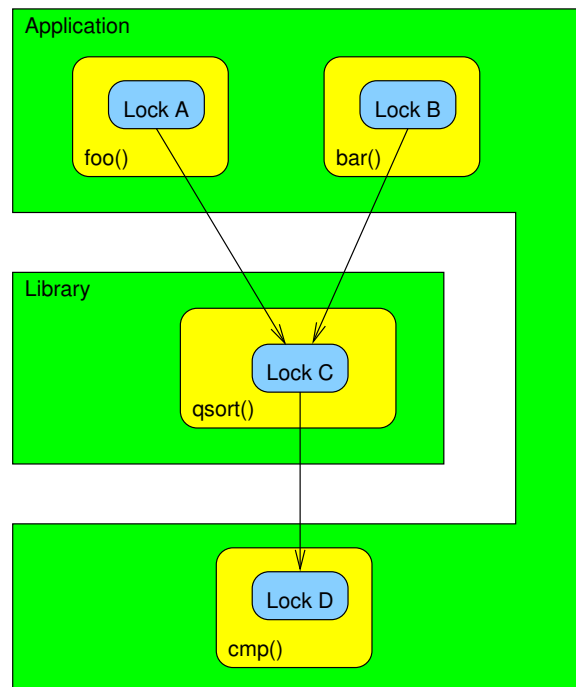 Application
Lock A
Lock B
foo()
bar()
Library
Lock C
qsort()
Lock D
cmp()